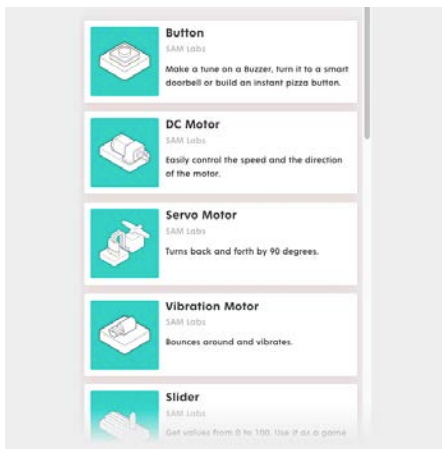 Button
SAM Labs
Make a tune on a Buzzer, turn it to a smart
doorbell or build an instant pizza button.
DC Motor
SAM Labs
Easily control the speed and the direction
of the motor.
Servo Motor
SAM Labs
Turns back and forth by 90 degrees.
Vibration Motor
SAM Labs
Bounces around and vibrates.
Slider
SAM Labs
Get values from 0 to 100. Use it as a game